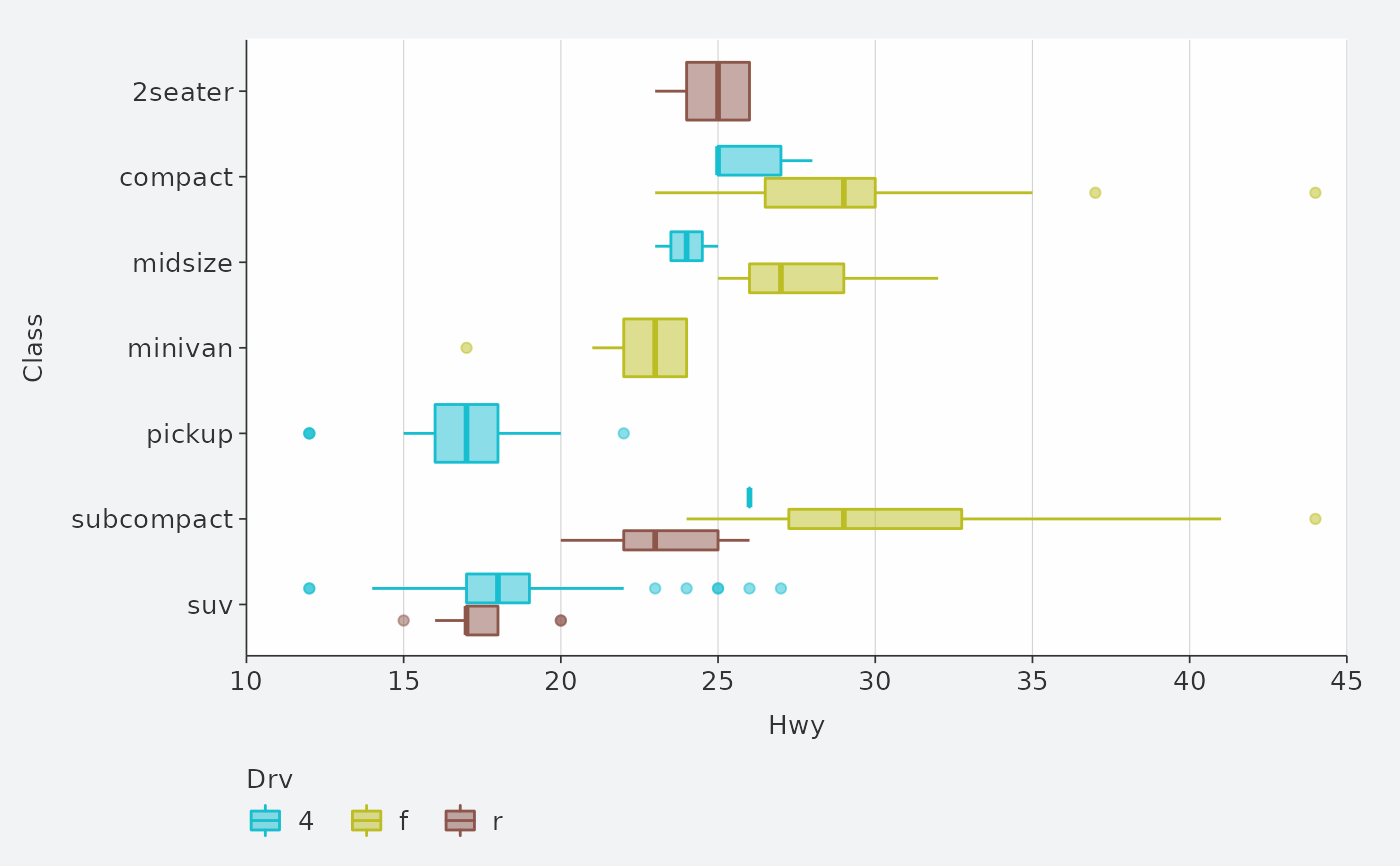 2seater
compact
midsize
minivan
pickup
subcompact
suv
Class
10 15 20 25 30 35 40 45
Hwy
Drv
4 f r